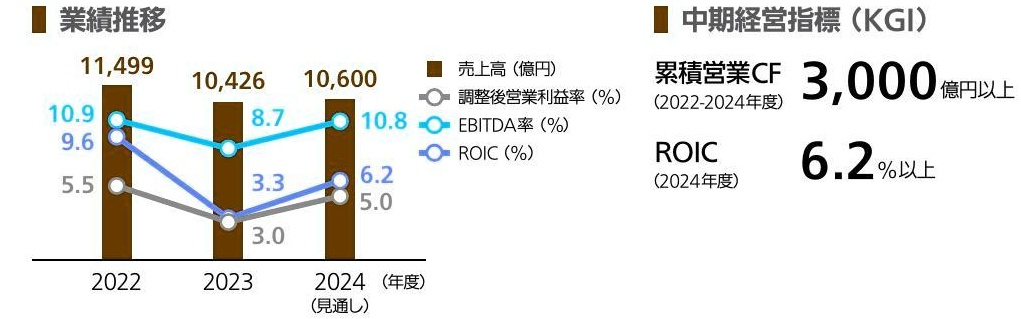 業績推移
11,499
10,426
10,600
10.9
9.6
5.5
8.7
3.3
3.0
10.8
6.2
5.0
2022
2023
2024
(年度)
(見通し)
売上高(億円)
調整後営業利益率(%)
EBITDA率(%)
ROIC(%)
中期経営指標(KGI)
累積営業CF
(2022-2024年度)
3,000億円以上
ROIC
(2024年度)
6.2%以上